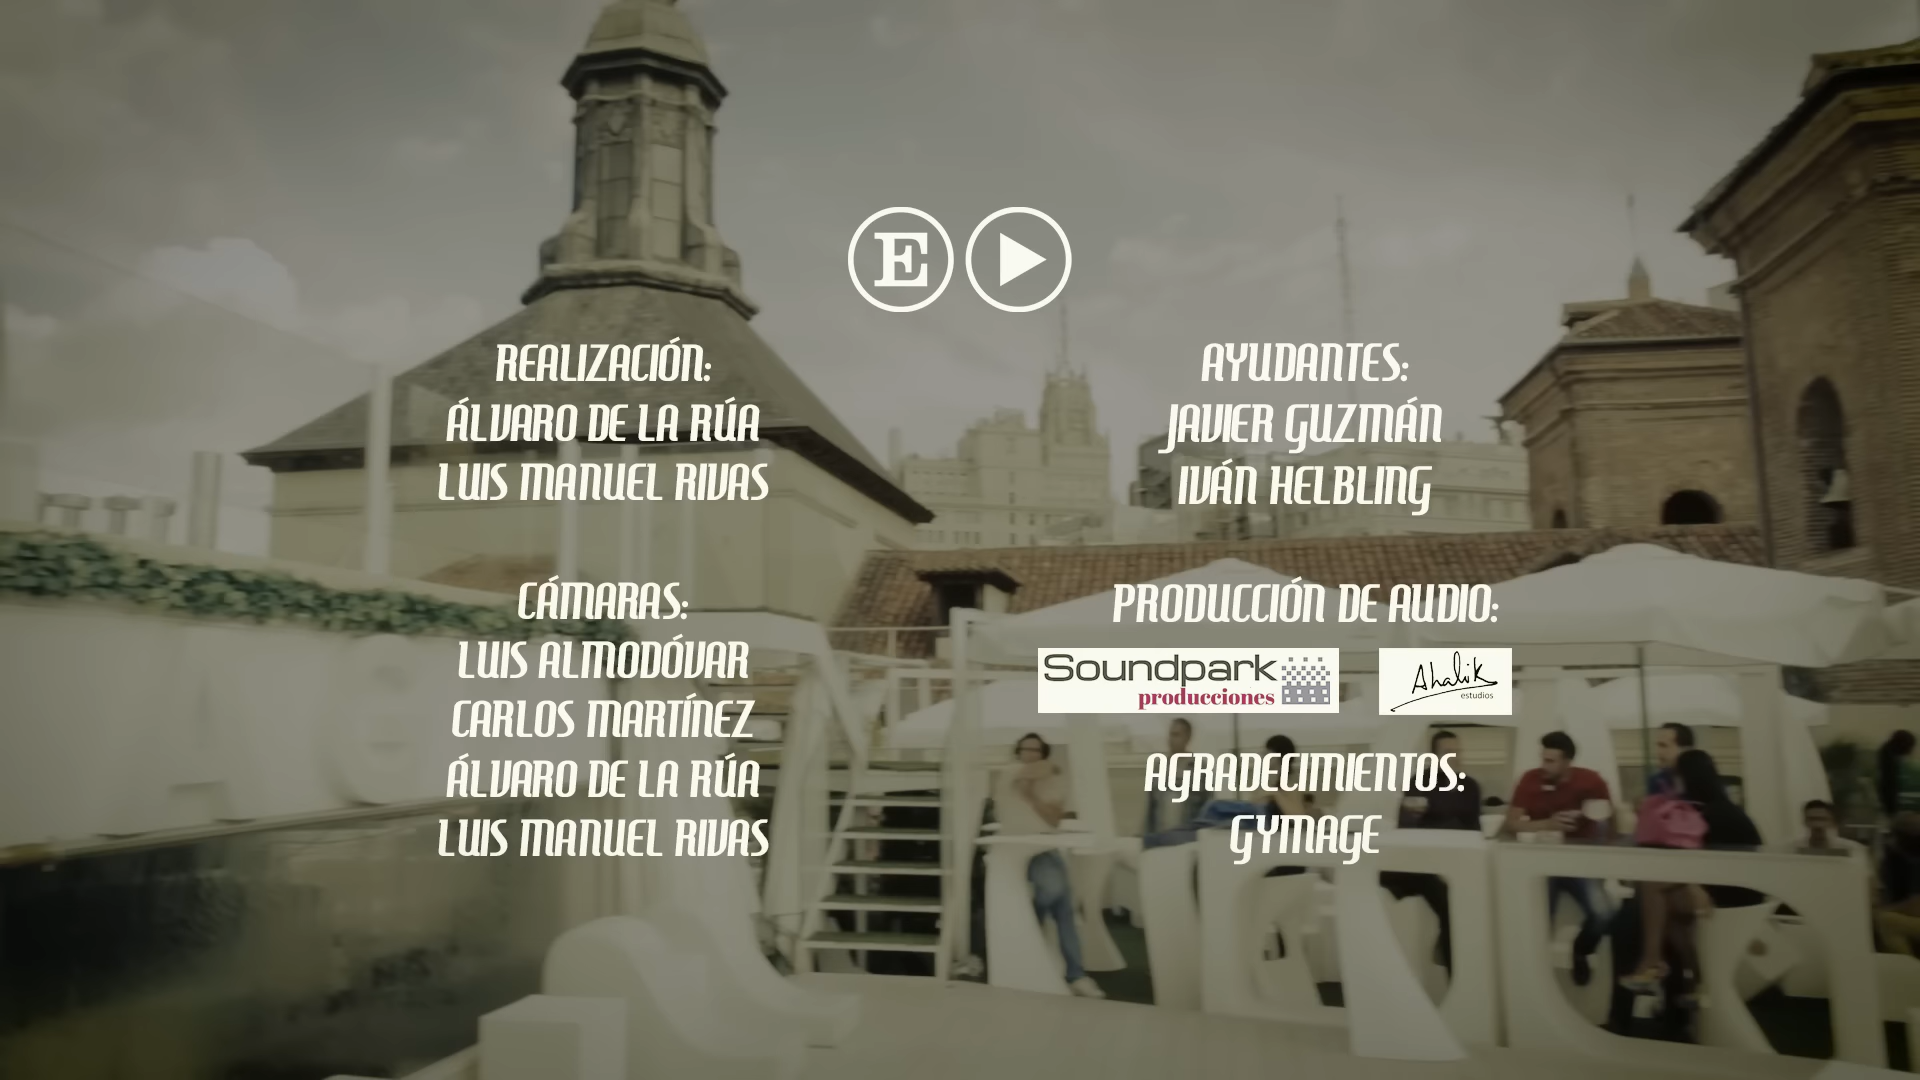 E
REALIZACIÓN:
ÁLVARO DE LA RÚA
LUIS MANUEL RIVAS
CÁMARAS:
LUIS ALMODÓVAR
CARLOS MARTÍNEZ
ÁLVARO DE LA RÚA
LUIS MANUEL RIVAS
AYUDANTES:
JAVIER GUZMÁN
IVÁN HELBLING
PRODUCCIÓN DE AUDIO:
Soundpark
producciones
Ahalik
estudios
AGRADECIMIENTOS:
GYMAGE